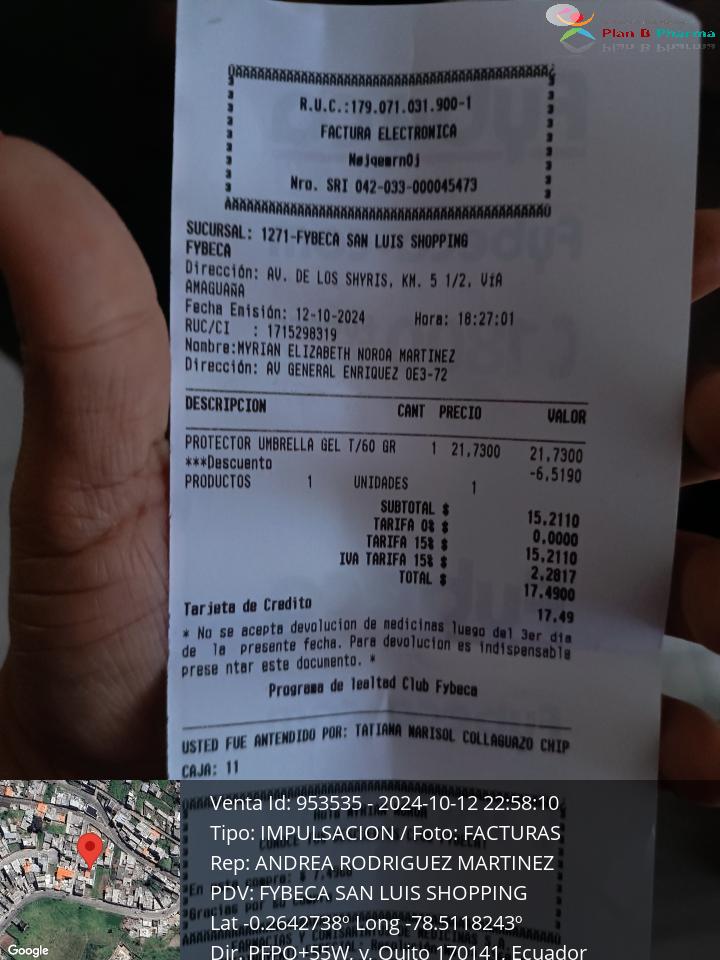 Plan B Pharma
R.U.C.:179.071.031.900-1
FACTURA ELECTRONICA
NajqemrnOj
Nro. SRI 042-033-000045473
SUCURSAL: 1271-FYBECA SAN LUIS SHOPPING
FYBECA
Dirección: AV. DE LOS SHYRIS, KM. 5 1/2, VíA
AMAGUAÑA
Fecha Emisión: 12-10-2024 Hora: 18:27:01
RUC/CI : 1715298319
Nombre:MYRIAN ELIZABETH NOROA MARTINEZ
Dirección: AV GENERAL ENRIQUEZ OE3-72
DESCRIPCION CANT PRECIO VALOR
PROTECTOR UMBRELLA GEL T/60 GR 1 21,7300 21,7300
***Descuento -6,5190
PRODUCTOS 1 UNIDADES 1
SUBTOTAL $ 15,2110
TARIFA 0% $ 0,0000
TARIFA 15% $ 15,2110
IVA TARIFA 15% $ 2,2817
TOTAL $ 17,4900
Tarjeta de Credito 17,49
* No se acepta devolucion de medicinas luego del 3er dia
de la presente fecha. Para devolucion es indispensable
prese ntar este documento. *
Programa de lealtad Club Fybeca
USTED FUE ANTENDIDO POR: TATIANA MARISOL COLLAGUAZO CHIP
CAJA: 11
Venta Id: 953535 - 2024-10-12 22:58:10
Tipo: IMPULSACION / Foto: FACTURAS
Rep: ANDREA RODRIGUEZ MARTINEZ
PDV: FYBECA SAN LUIS SHOPPING
Lat -0.2642738º Long -78.5118243º
Dir. PFPQ+55W, y, Quito 170141, Ecuador
Google